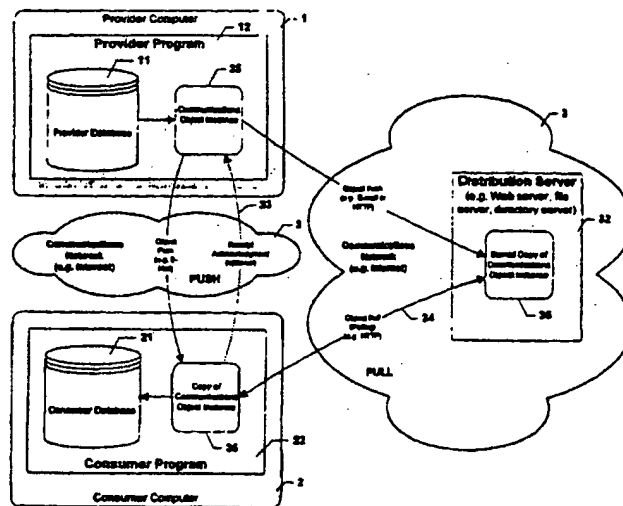 Provider Computer
1
Provider Program
12
11
35
Provider Database
Communications
Object Instance
3
Distribution Server
(e.g. Web server, file
server, directory server)
32
Object Push
(e.g. E-mail or
HTTP)
33
3
Communications
Network
(e.g. Internet)
Object
Push
(e.g. E-
Mail)
Receipt
Acknowledgment
PUSH
Communications
Network
(e.g. Internet)
Stored Copy of
Communications
Object Instance
35
Object Pull
(Polling)
(e.g. HTTP)
34
PULL
21
Consumer Database
Copy of
Communications
Object Instance
35
22
Consumer Program
2
Consumer Computer